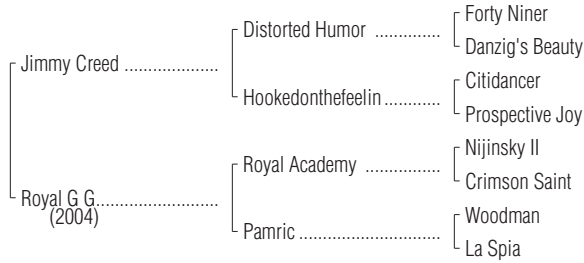 Forty Niner
Distorted Humor ..............
Danzig's Beauty
Jimmy Creed ....................
Citidancer
Hookedonthefeelin ............
Prospective Joy
Nijinsky II
Royal Academy ................
Crimson Saint
Royal G G..........................
(2004)
Woodman
Pamric ..............................
La Spia